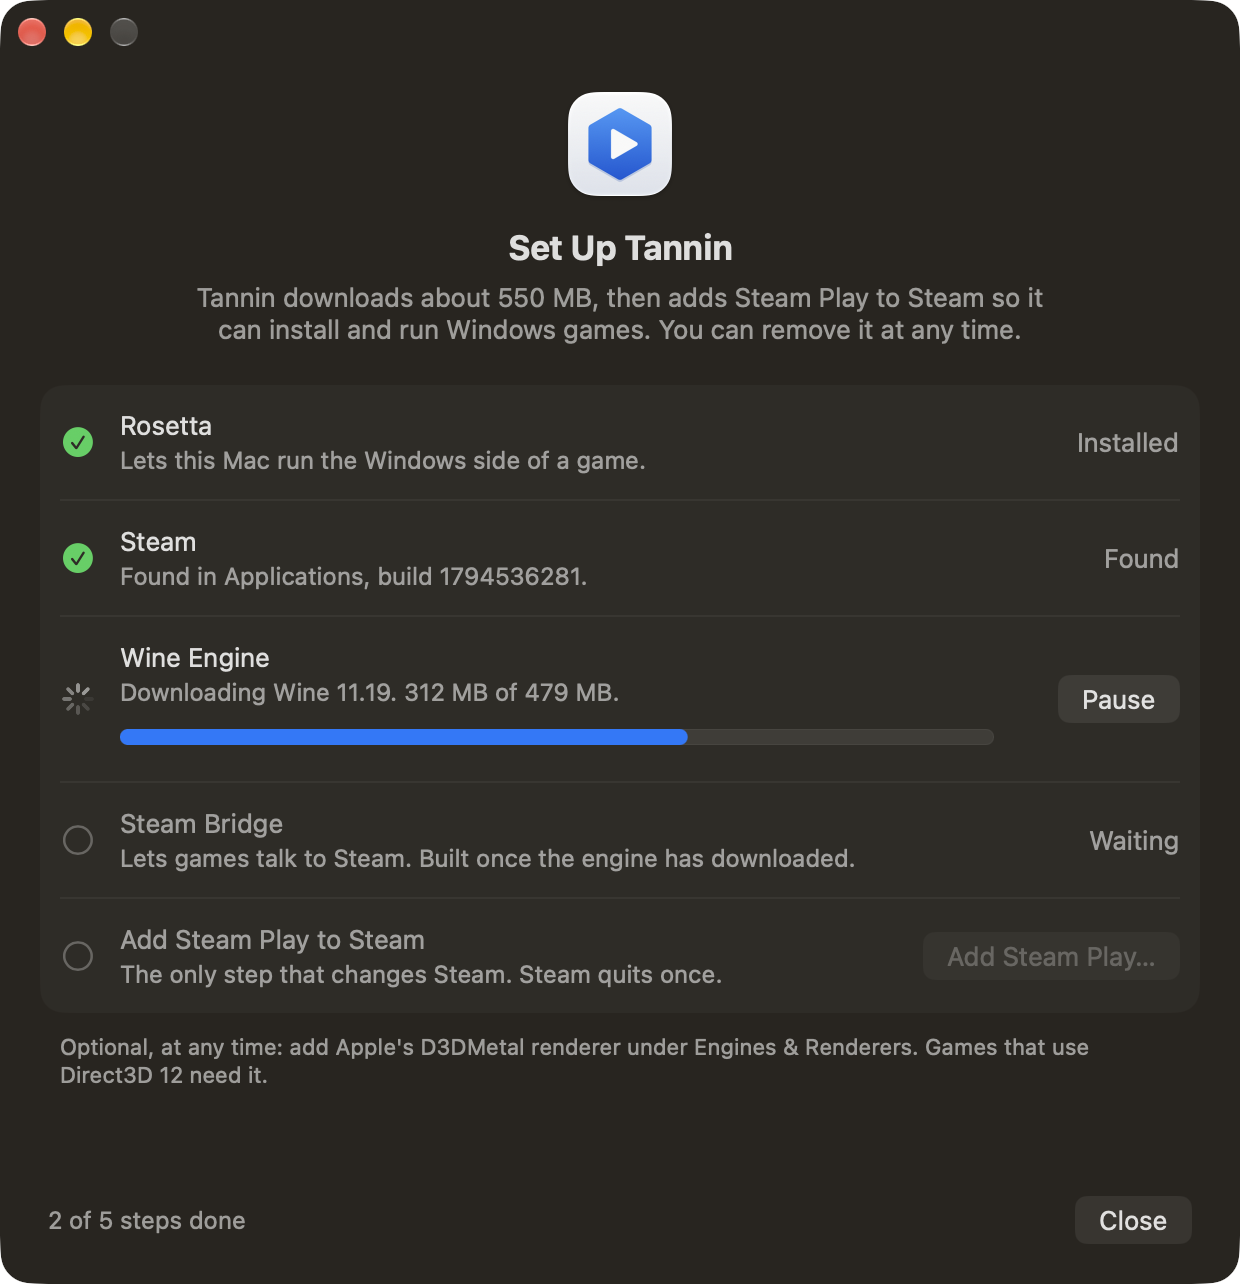 Set Up Tannin
Tannin downloads about 550 MB, then adds Steam Play to Steam so it
can install and run Windows games. You can remove it at any time.
Rosetta
Lets this Mac run the Windows side of a game.
Installed
Steam
Found in Applications, build 1794536281.
Found
Wine Engine
Downloading Wine 11.19. 312 MB of 479 MB.
Pause
Steam Bridge
Lets games talk to Steam. Built once the engine has downloaded.
Waiting
Add Steam Play to Steam
The only step that changes Steam. Steam quits once.
Add Steam Play...
Optional, at any time: add Apple's D3DMetal renderer under Engines & Renderers. Games that use
Direct3D 12 need it.
2 of 5 steps done
Close